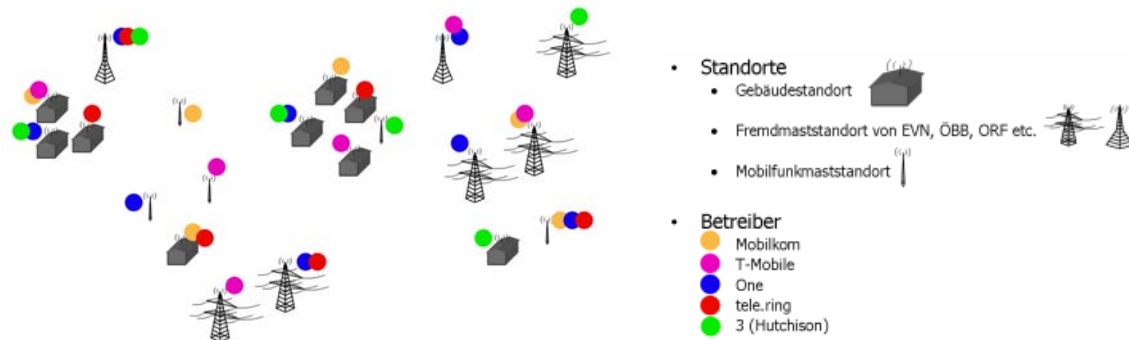 • Standorte
• Gebäudestandort
• Fremdmaststandort von EVN, ÖBB, ORF etc.
• Mobilfunkmaststandort
• Betreiber
Mobilkom
T-Mobile
One
tele.ring
3 (Hutchison)